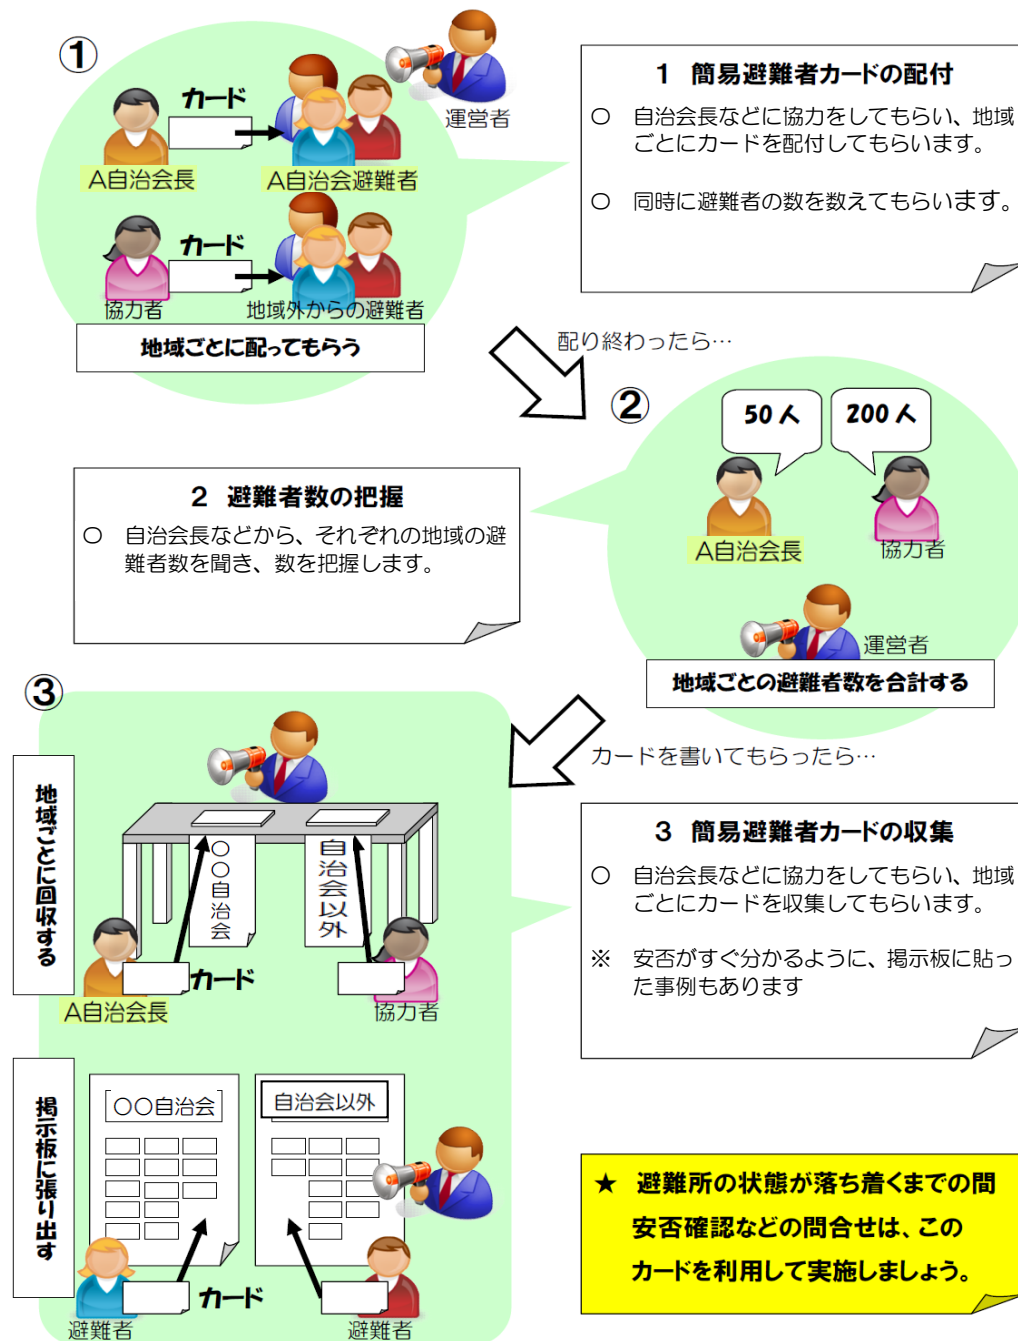 ①
カード
運営者
A自治会長
A自治会避難者
カード
協力者
地域外からの避難者
地域ごとに配ってもらう
1 簡易避難者カードの配付
○ 自治会長などに協力をしてもらい、地域
ごとにカードを配付してもらいます。
○ 同時に避難者の数を数えてもらいます。
配り終わったら…
②
50人
200人
A自治会長
協力者
運営者
地域ごとの避難者数を合計する
2 避難者数の把握
○ 自治会長などから、それぞれの地域の避
難者数を聞き、数を把握します。
カードを書いてもらったら…
③
地域ごとに回収する
○○自治会
自治会以外
カード
A自治会長
協力者
掲示板に張り出す
○○自治会
自治会以外
カード
避難者
避難者
3 簡易避難者カードの収集
○ 自治会長などに協力をしてもらい、地域
ごとにカードを収集してもらいます。
※ 安否がすぐ分かるように、掲示板に貼っ
た事例もあります
★ 避難所の状態が落ち着くまでの間
安否確認などの問合せは、この
カードを利用して実施しましょう。